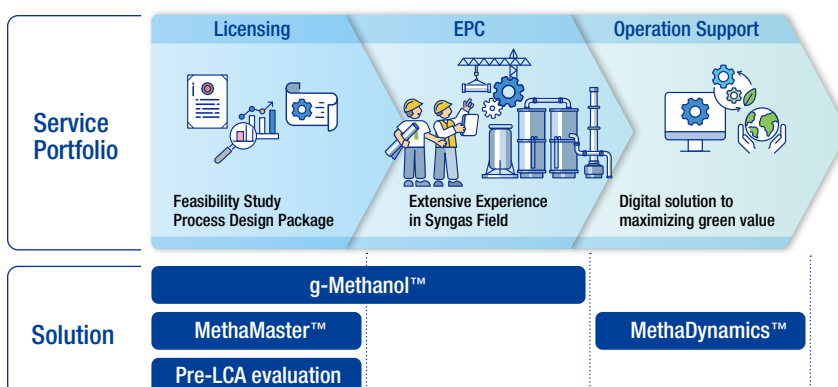 Licensing
EPC
Operation Support
Service
Portfolio
Feasibility Study
Process Design Package
Extensive Experience
in Syngas Field
Digital solution to
maximizing green value
Solution
g-Methanol™
MethaMaster™
MethaDynamics™
Pre-LCA evaluation